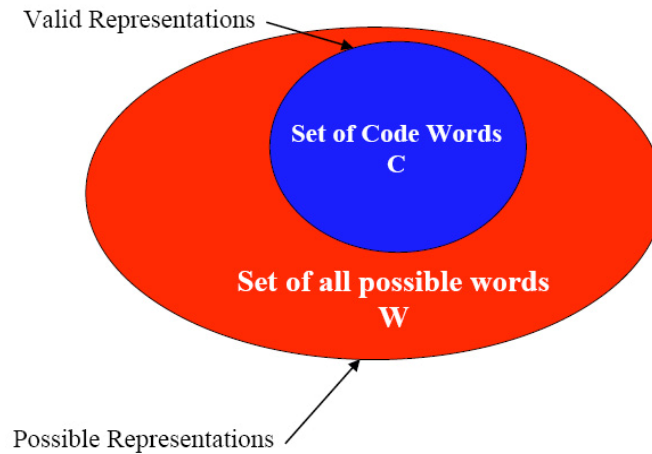 Valid Representations
Set of Code Words
C
Set of all possible words
W
Possible Representations